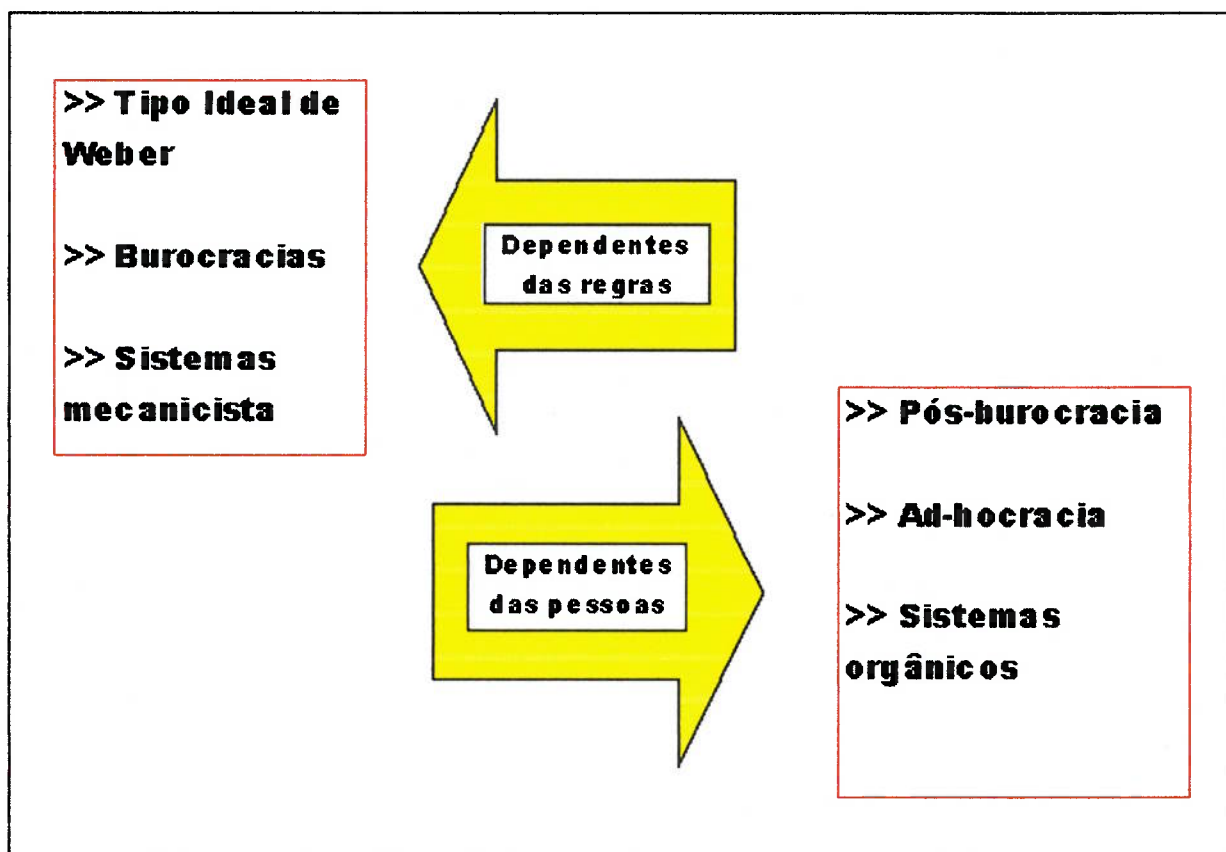 >> Tipo Ideal de
Weber
>> Burocracias
>> Sistemas
mecanicista
Dependentes
das regras
Dependentes
das pessoas
>> Pós-burocracia
>> Ad-hocracia
>> Sistemas
orgânicos